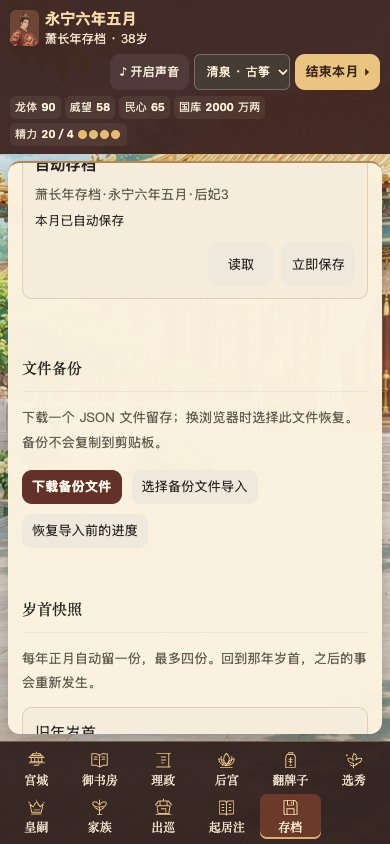 永宁六年五月
萧长年存档 · 38岁
♪ 开启声音
清泉 · 古筝
结束本月
龙体 90 威望 58 民心 65 国库 2000 万两
精力 20 / 4
自动存档
萧长年存档·永宁六年五月·后妃3
本月已自动保存
读取 立即保存
文件备份
下载一个 JSON 文件留存；换浏览器时选择此文件恢复。
备份不会复制到剪贴板。
下载备份文件 选择备份文件导入
恢复导入前的进度
岁首快照
每年正月自动留一份，最多四份。回到那年岁首，之后的事
会重新发生。
旧年岁首
宫城 御书房 理政 后宫 翻牌子 选秀
皇嗣 家族 出巡 起居注 存档